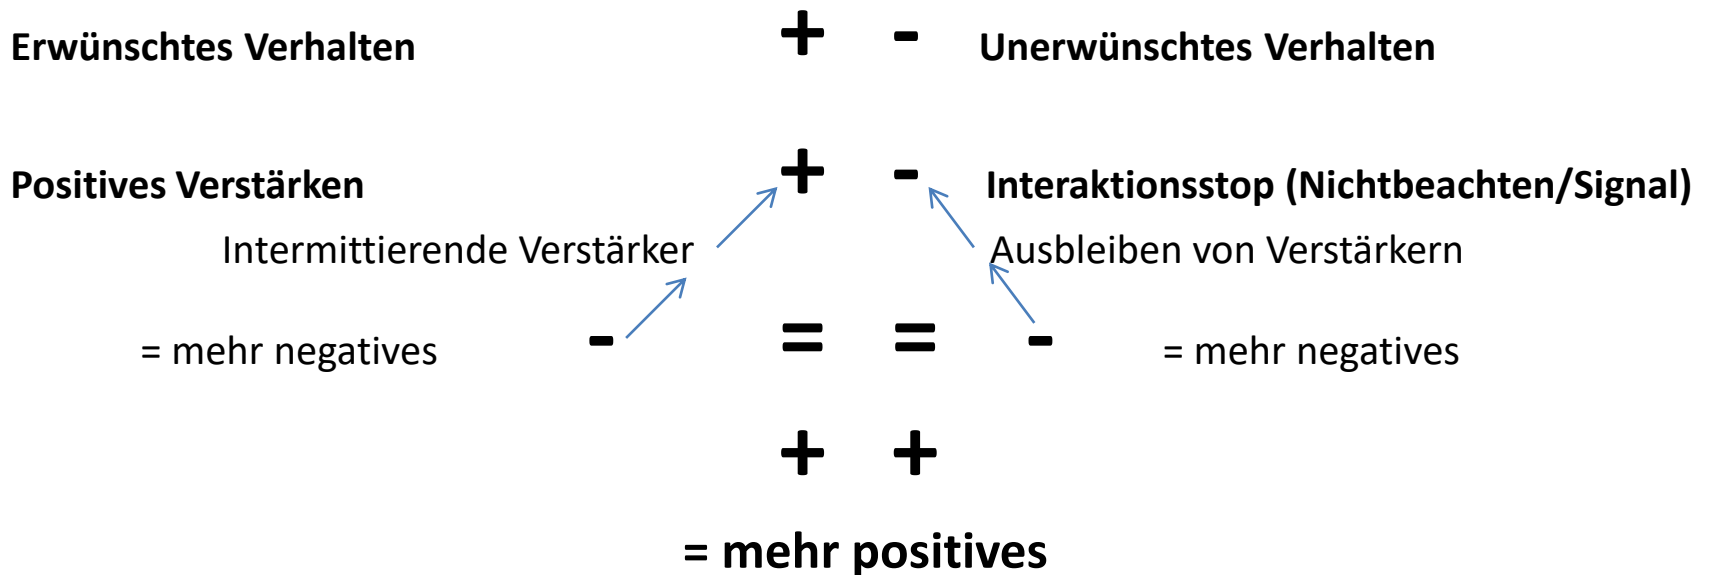 Erwünschtes Verhalten + - Unerwünschtes Verhalten
Positives Verstärken + - Interaktionsstop (Nichtbeachten/Signal)
Intermittierende Verstärker Ausbleiben von Verstärkern
= mehr negatives - = = - = mehr negatives
+ +
= mehr positives